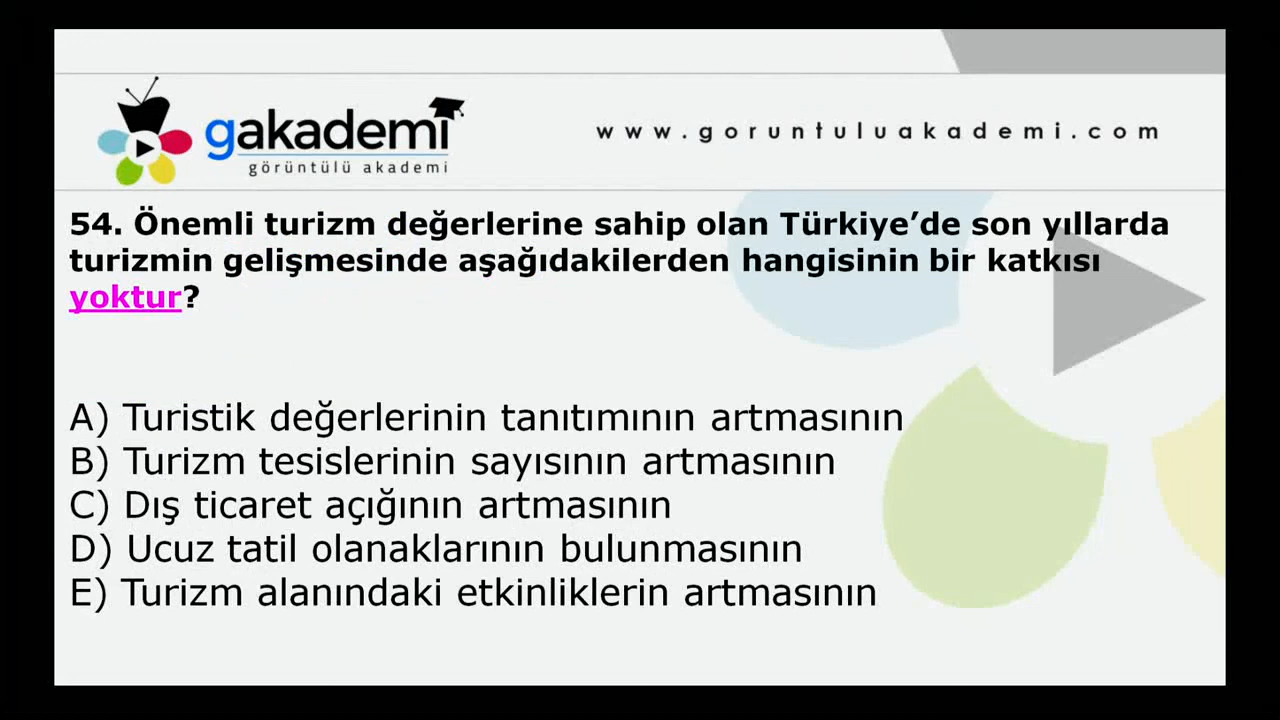 gakademi
görüntülü akademi
www.goruntuluakademi.com
54. Önemli turizm değerlerine sahip olan Türkiye’de son yıllarda
turizmin gelişmesinde aşağıdakilerden hangisinin bir katkısı
yoktur?
A) Turistik değerlerinin tanıtımının artmasının
B) Turizm tesislerinin sayısının artmasının
C) Dış ticaret açığının artmasının
D) Ucuz tatil olanaklarının bulunmasının
E) Turizm alanındaki etkinliklerin artmasının